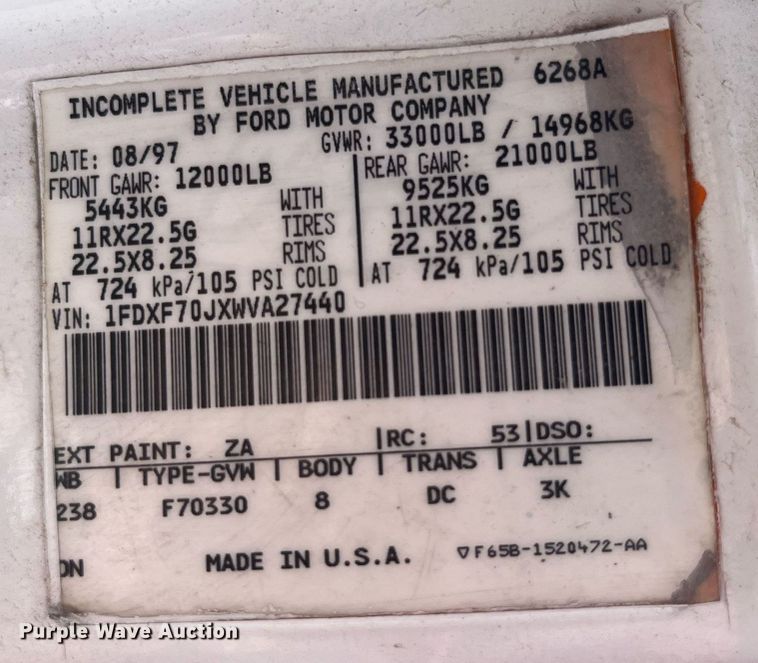 INCOMPLETE VEHICLE MANUFACTURED 6268A
BY FORD MOTOR COMPANY
DATE: 08/97 GVWR: 33000LB / 14968KG
FRONT GAWR: 12000LB REAR GAWR: 21000LB
5443KG WITH 9525KG WITH
11RX22.5G TIRES 11RX22.5G TIRES
22.5X8.25 RIMS 22.5X8.25 RIMS
AT 724 kPa/105 PSI COLD AT 724 kPa/105 PSI COLD
VIN: 1FDXF70JXWVA27440
EXT PAINT: ZA RC: 53 DSO:
WB TYPE-GVW BODY TRANS AXLE
238 F70330 8 DC 3K
ON MADE IN U.S.A. ▽F65B-1520472-AA
Purple Wave Auction